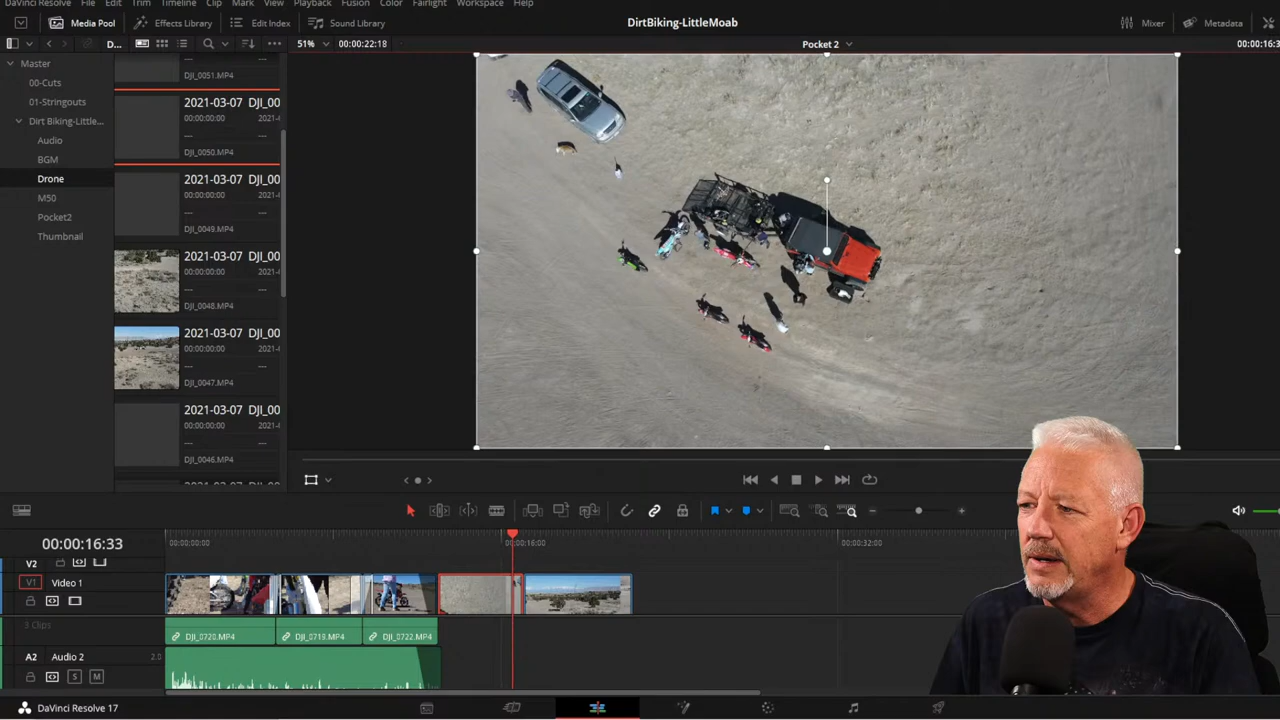 DaVinci Resolve File Edit Trim Timeline Clip Mark View Playback Fusion Color Fairlight Workspace Help
Media Pool Effects Library Edit Index Sound Library DirtBiking-LittleMoab Mixer Metadata
D... 51% 00:00:22:18 Pocket 2 00:00:16:3
Master
00-Cuts
01-Stringouts
Dirt Biking-Little...
Audio
BGM
Drone
M50
Pocket2
Thumbnail
DJI_0051.MP4
2021-03-07 DJI_00
00:00:00:00 2021-
---
DJI_0050.MP4
2021-03-07 DJI_00
00:00:00:00 2021-
---
DJI_0049.MP4
2021-03-07 DJI_00
00:00:00:00 2021-
---
DJI_0048.MP4
2021-03-07 DJI_00
00:00:00:00 2021-
---
DJI_0047.MP4
2021-03-07 DJI_00
00:00:00:00 2021-
---
DJI_0046.MP4
00:00:16:33 00:00:00:00 00:00:16:00 00:00:32:00
V2
V1 Video 1
3 Clips DJI_0720.MP4 DJI_0719.MP4 DJI_0722.MP4
A2 Audio 2 2.0
S M
DaVinci Resolve 17